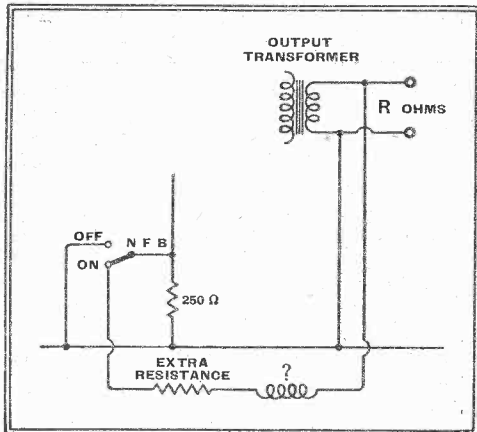 OUTPUT
TRANSFORMER
R OHMS
OFF
N F B
ON
250 Ω
EXTRA
RESISTANCE
?